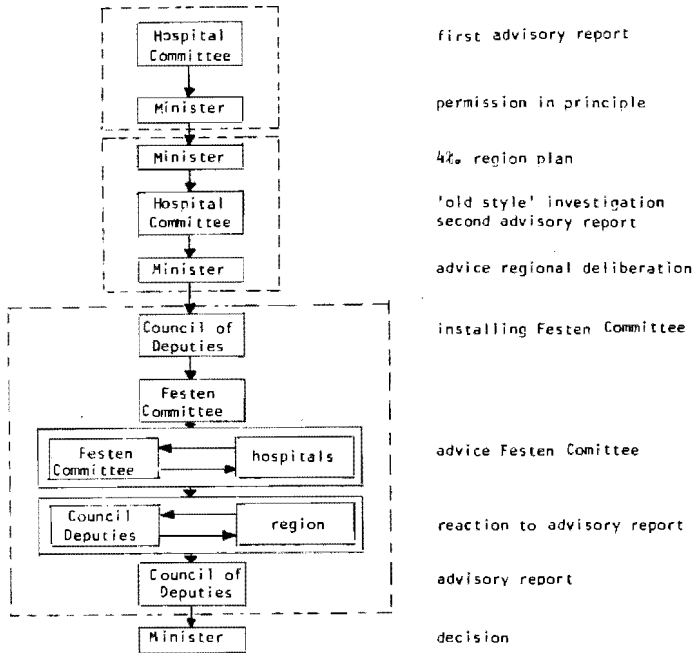 Hospital
Committee
first advisory report
Minister
permission in principle
Minister
4‰ region plan
Hospital
Committee
'old style' investigation
second advisory report
Minister
advice regional deliberation
Council of
Deputies
installing Festen Committee
Festen
Committee
Festen
Committee
hospitals
advice Festen Comittee
Council
Deputies
region
reaction to advisory report
Council of
Deputies
advisory report
Minister
decision